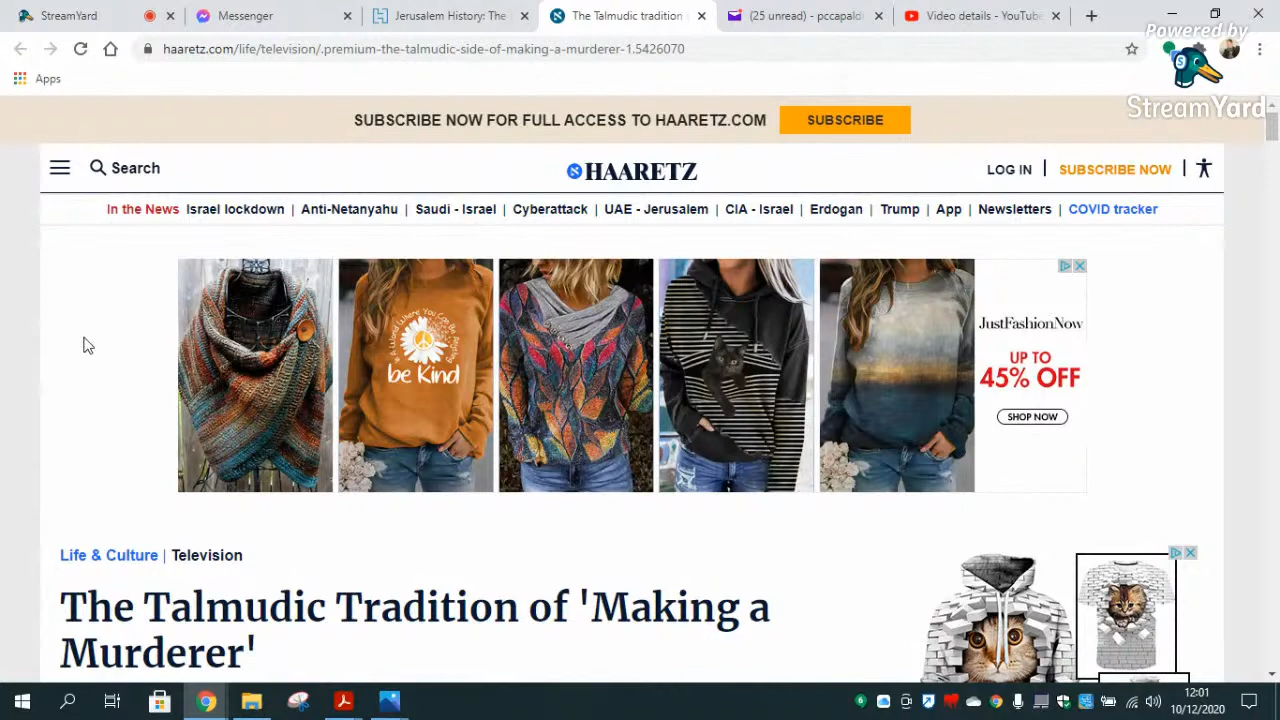 StreamYard
Messenger
Jerusalem History: The
The Talmudic tradition
(25 unread) - pccapaldi
Video details - YouTube
haaretz.com/life/television/.premium-the-talmudic-side-of-making-a-murderer-1.5426070
Powered by
StreamYard
Apps
SUBSCRIBE NOW FOR FULL ACCESS TO HAARETZ.COM
SUBSCRIBE
Search
HAARETZ
LOG IN
SUBSCRIBE NOW
In the News Israel lockdown | Anti-Netanyahu | Saudi - Israel | Cyberattack | UAE - Jerusalem | CIA - Israel | Erdogan | Trump | App | Newsletters | COVID tracker
be Kind
JUSTFASHIONNOW
UP TO
45% OFF
SHOP NOW
Life & Culture | Television
The Talmudic Tradition of 'Making a
Murderer'
12:01
10/12/2020